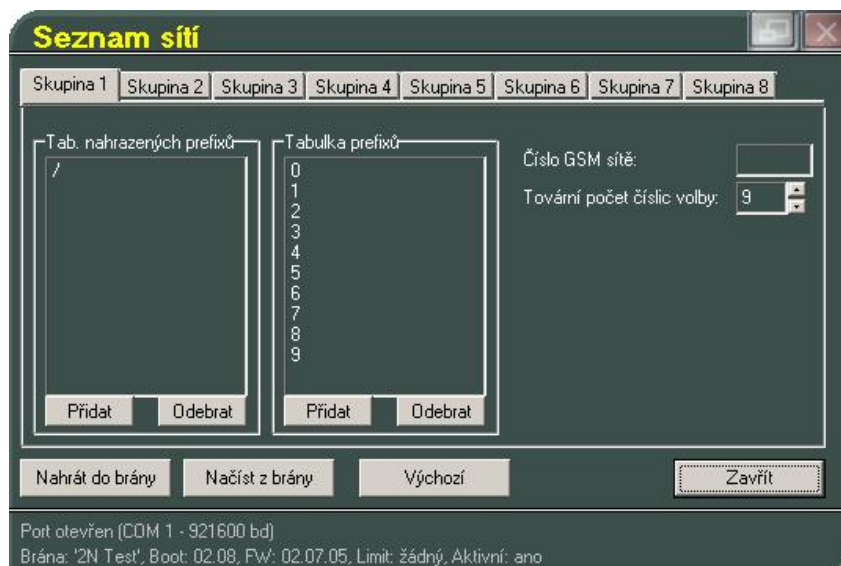 Seznam sítí
Skupina 1 Skupina 2 Skupina 3 Skupina 4 Skupina 5 Skupina 6 Skupina 7 Skupina 8
Tab. nahrazených prefixů
/
Přidat Odebrat
Tabulka prefixů
0
1
2
3
4
5
6
7
8
9
Přidat Odebrat
Číslo GSM sítě:
Tovární počet číslic volby: 9
Nahrát do brány Načíst z brány Výchozí Zavřít
Port otevřen (COM 1 - 921600 bd)
Brána: '2N Test', Boot: 02.08, FW: 02.07.05, Limit: žádný, Aktivní: ano